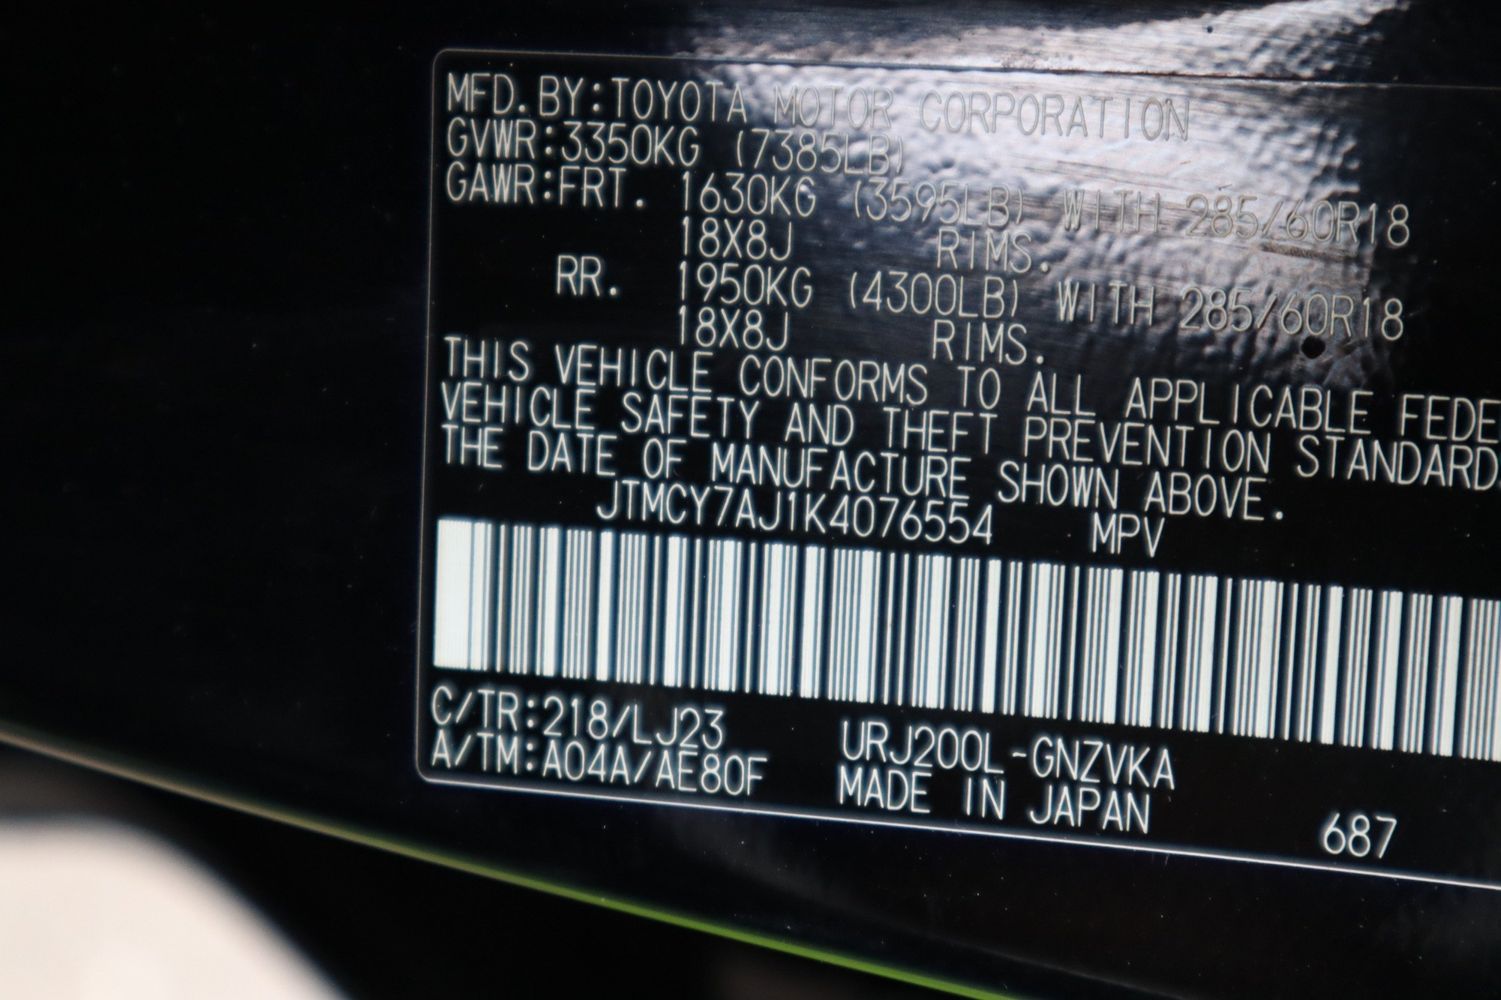 MFD.BY:TOYOTA MOTOR CORPORATION
GVWR:3350KG (7385LB)
GAWR:FRT. 1630KG (3595LB) WITH 285/60R18
18X8J RIMS.
RR. 1950KG (4300LB) WITH 285/60R18
18X8J RIMS.
THIS VEHICLE CONFORMS TO ALL APPLICABLE FEDE
VEHICLE SAFETY AND THEFT PREVENTION STANDARDS
THE DATE OF MANUFACTURE SHOWN ABOVE.
JTMCY7AJ1K4076554 MPV
C/TR:218/LJ23 URJ200L-GNZVKA
A/TM:A04A/AE80F MADE IN JAPAN 687